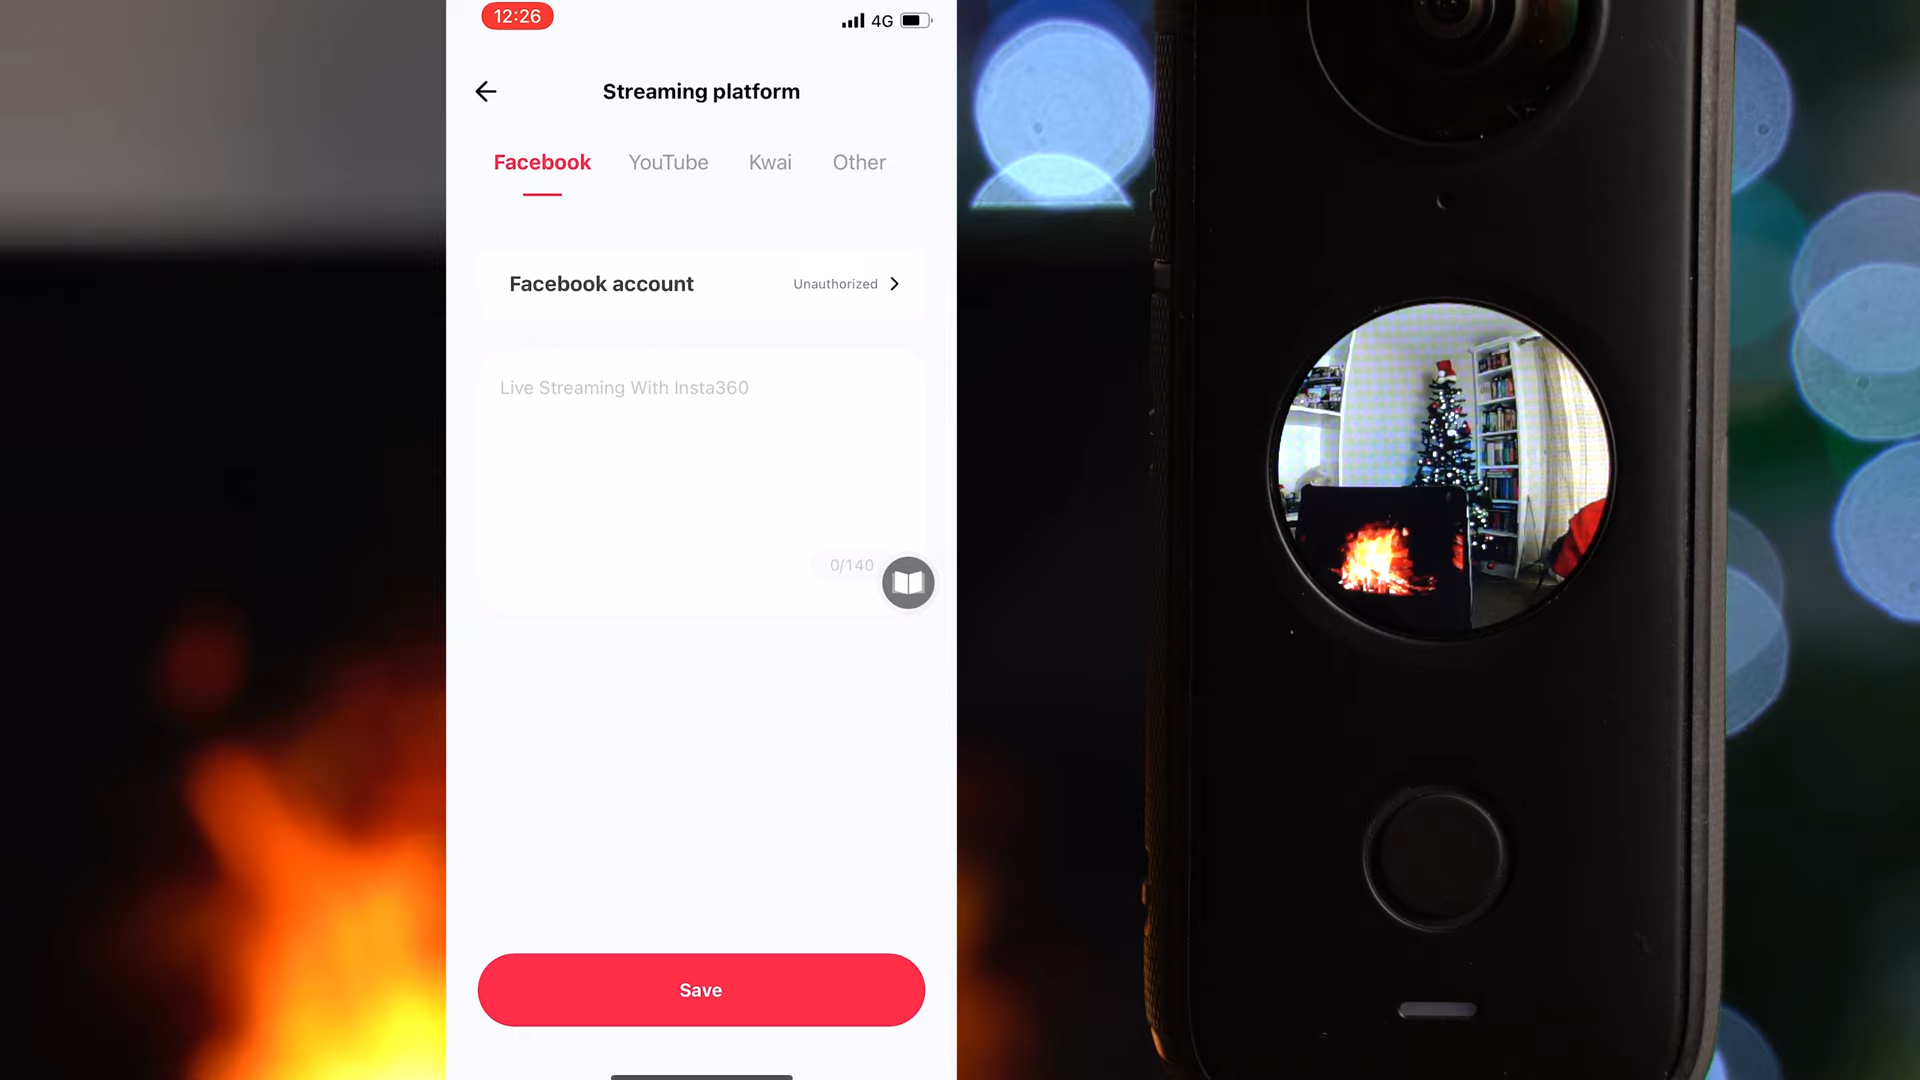 12:26
4G
Streaming platform
Facebook YouTube Kwai Other
Facebook account Unauthorized
Live Streaming With Insta360
0/140
Save